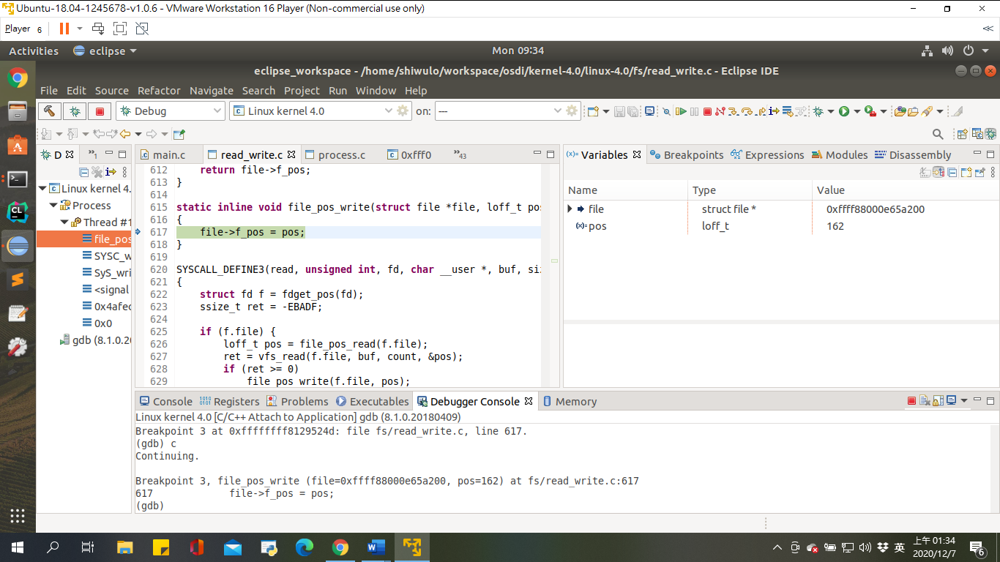 Ubuntu-18.04-1245678-v1.0.6 - VMware Workstation 16 Player (Non-commercial use only)
Player 6
Activities eclipse Mon 09:34
eclipse_workspace - /home/shiwulo/workspace/osdi/kernel-4.0/linux-4.0/fs/read_write.c - Eclipse IDE
File Edit Source Refactor Navigate Search Project Run Window Help
Debug Linux kernel 4.0 on: ---
D »1 main.c read_write.c process.c 0xfff0 »43
Linux kernel 4.
Process
Thread #1
file_pos
SYSC_w
SyS_wri
<signal
0x4afec
0x0
gdb (8.1.0.20
612 return file->f_pos;
613 }
614
615 static inline void file_pos_write(struct file *file, loff_t pos
616 {
617 file->f_pos = pos;
618 }
619
620 SYSCALL_DEFINE3(read, unsigned int, fd, char __user *, buf, siz
621 {
622 struct fd f = fdget_pos(fd);
623 ssize_t ret = -EBADF;
624
625 if (f.file) {
626 loff_t pos = file_pos_read(f.file);
627 ret = vfs_read(f.file, buf, count, &pos);
628 if (ret >= 0)
629 file_pos_write(f.file, pos);
Variables Breakpoints Expressions Modules Disassembly
Name Type Value
file struct file * 0xffff88000e65a200
pos loff_t 162
Console Registers Problems Executables Debugger Console Memory
Linux kernel 4.0 [C/C++ Attach to Application] gdb (8.1.0.20180409)
Breakpoint 3 at 0xffffffff8129524d: file fs/read_write.c, line 617.
(gdb) c
Continuing.
Breakpoint 3, file_pos_write (file=0xffff88000e65a200, pos=162) at fs/read_write.c:617
617 file->f_pos = pos;
(gdb)
英
上午 01:34
2020/12/7
6